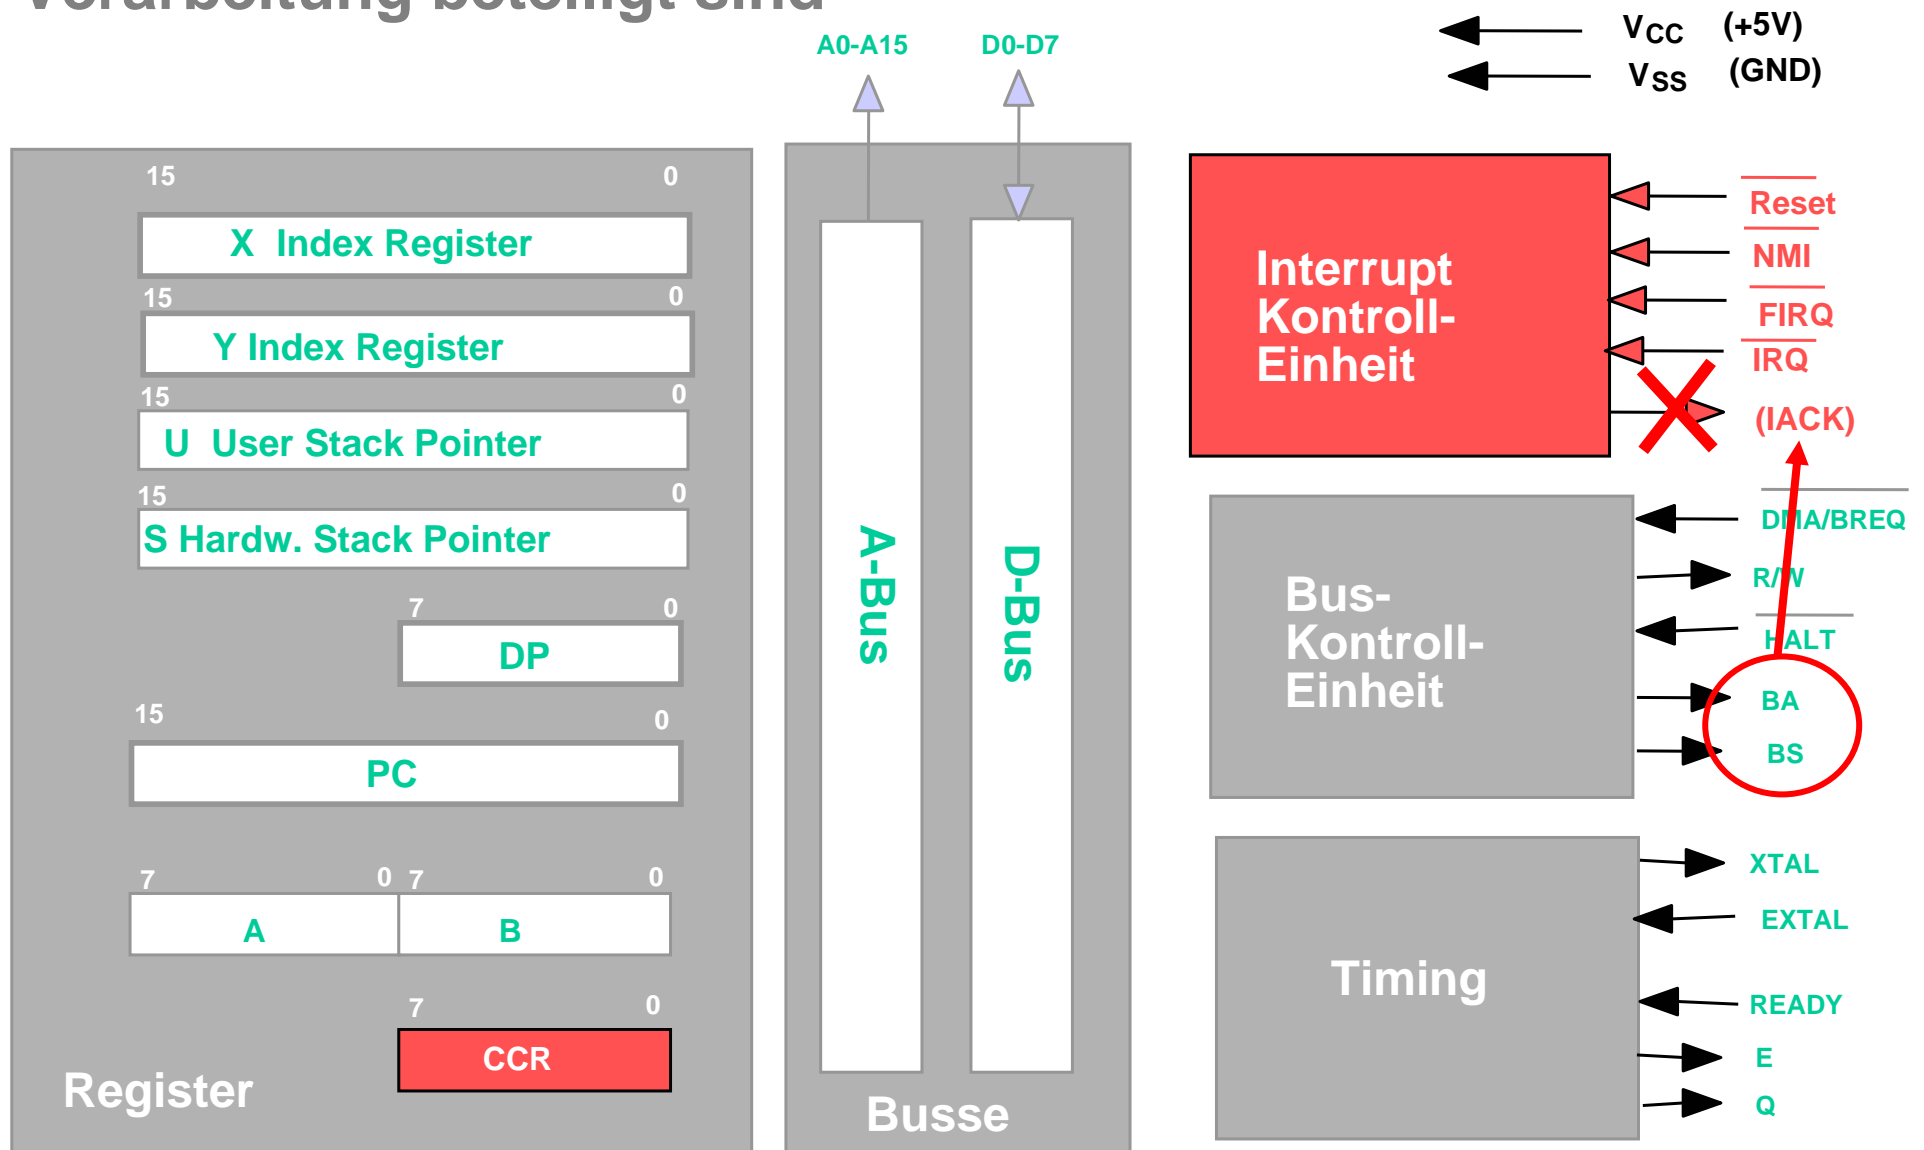 Verarbeitung beteiligt sind
A0-A15 D0-D7
VCC (+5V)
VSS (GND)
15 0
X Index Register
15 0
Y Index Register
15 0
U User Stack Pointer
15 0
S Hardw. Stack Pointer
7 0
DP
15 0
PC
7 0 7 0
A B
7 0
CCR
Register
A-Bus
D-Bus
Busse
Interrupt
Kontroll-
Einheit
Reset
NMI
FIRQ
IRQ
(IACK)
Bus-
Kontroll-
Einheit
DMA/BREQ
R/W
HALT
BA
BS
Timing
XTAL
EXTAL
READY
E
Q